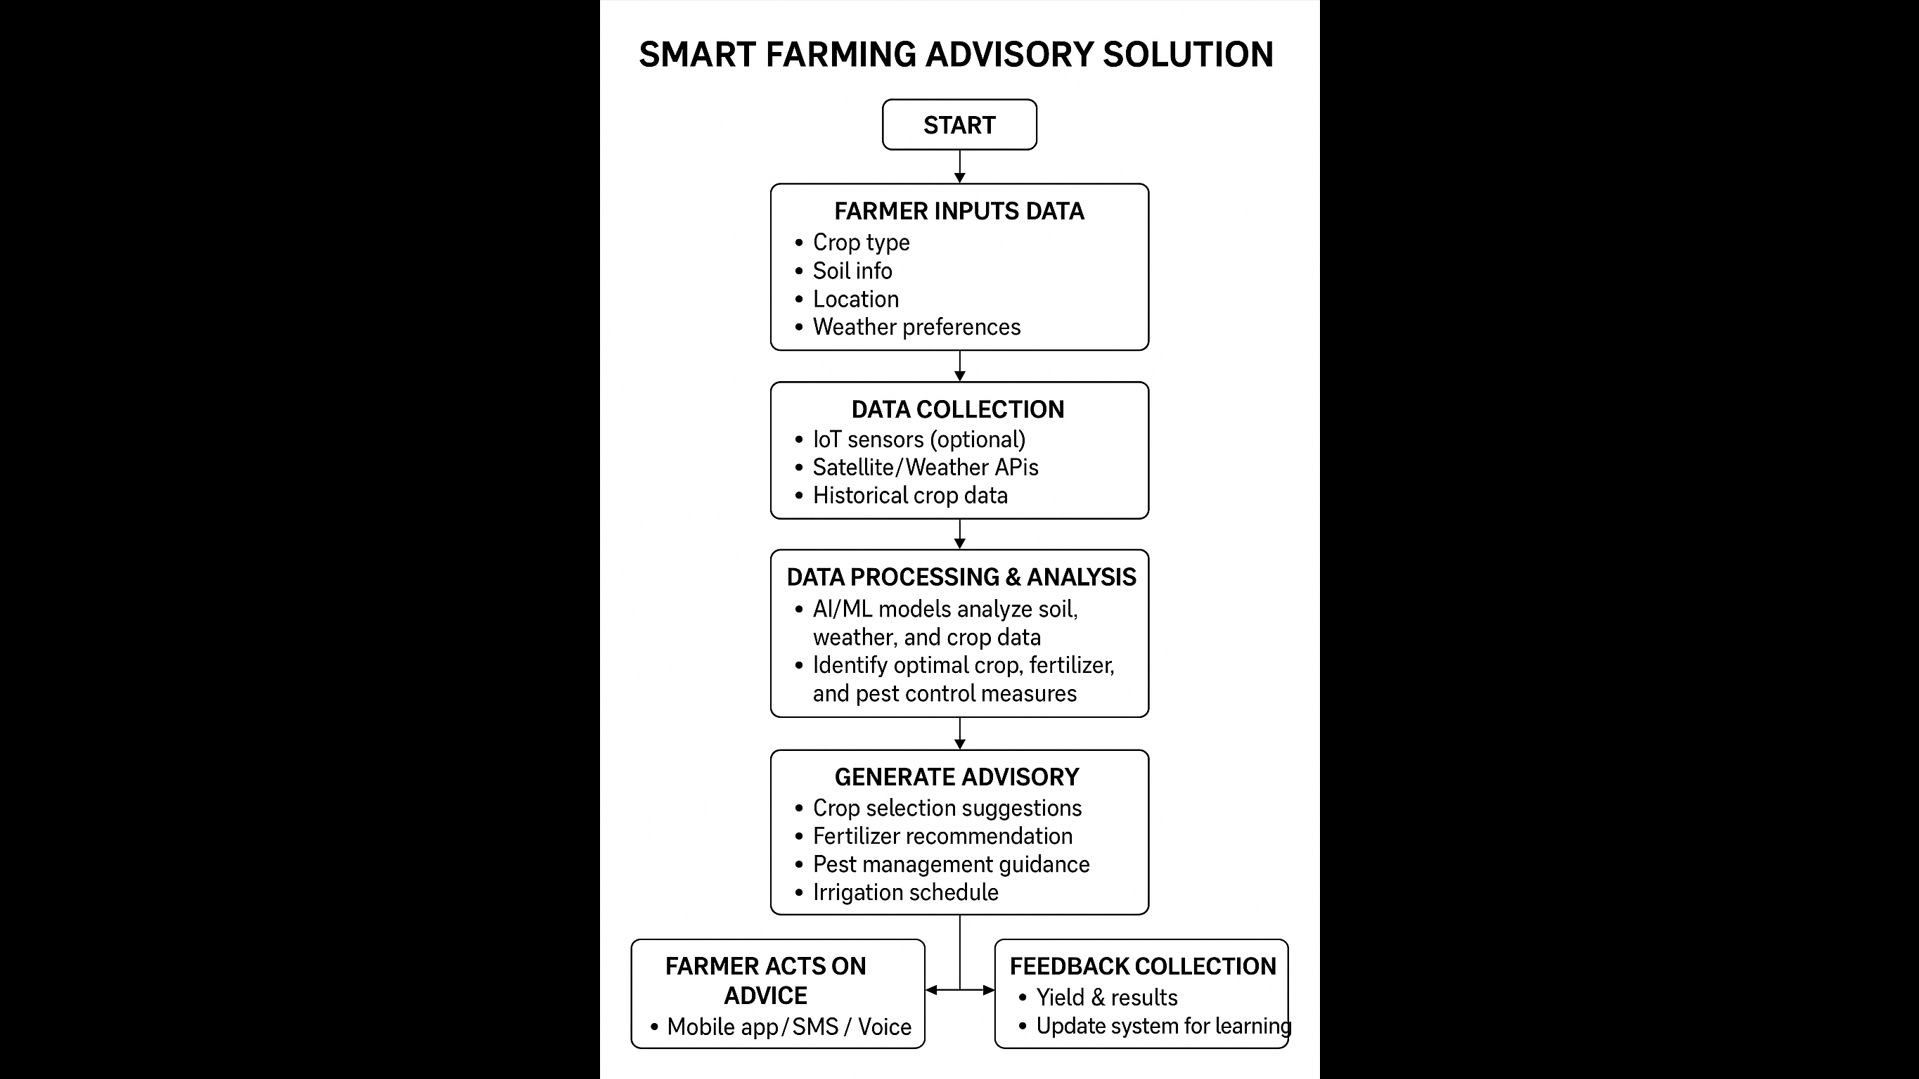 SMART FARMING ADVISORY SOLUTION
START
FARMER INPUTS DATA
• Crop type
• Soil info
• Location
• Weather preferences
DATA COLLECTION
• IoT sensors (optional)
• Satellite/Weather APis
• Historical crop data
DATA PROCESSING & ANALYSIS
• AI/ML models analyze soil,
weather, and crop data
• Identify optimal crop, fertilizer,
and pest control measures
GENERATE ADVISORY
• Crop selection suggestions
• Fertilizer recommendation
• Pest management guidance
• Irrigation schedule
FARMER ACTS ON
ADVICE
• Mobile app/SMS / Voice
FEEDBACK COLLECTION
• Yield & results
• Update system for learning